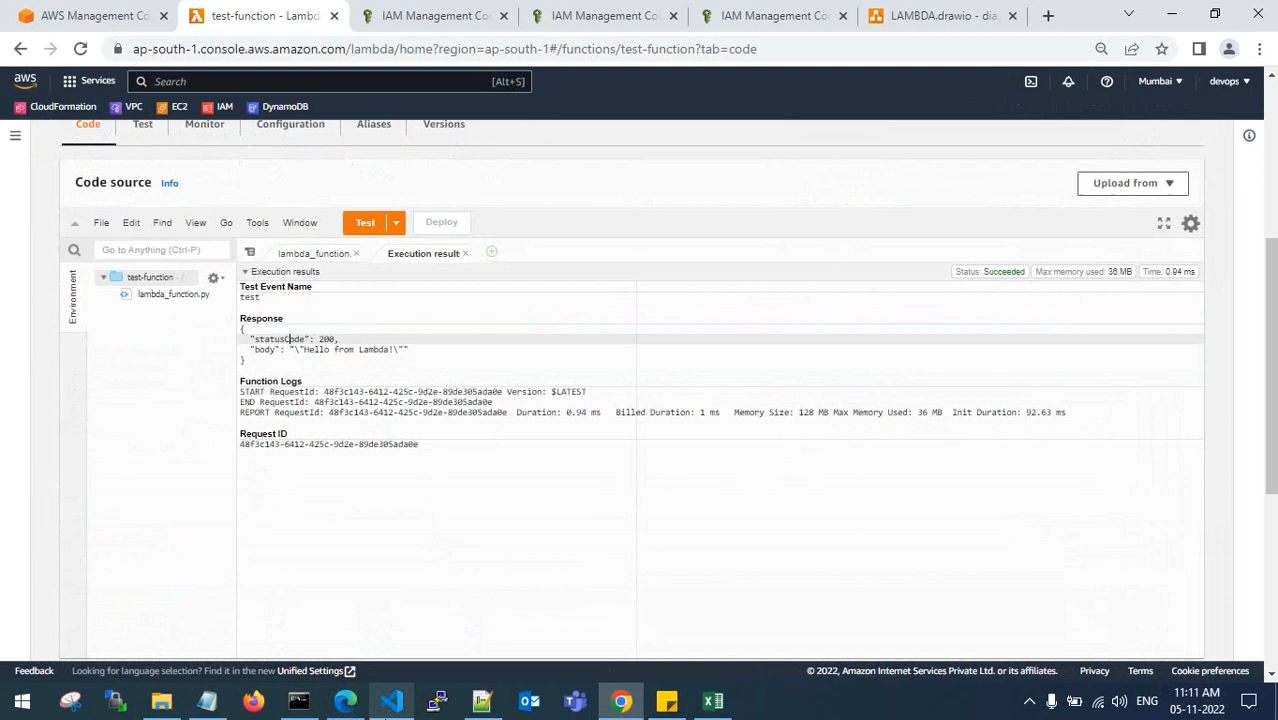 AWS Management Co
test-function - Lambd
IAM Management Co
IAM Management Co
IAM Management Co
LAMBDA.drawio - dia
ap-south-1.console.aws.amazon.com/lambda/home?region=ap-south-1#/functions/test-function?tab=code
aws Services Search [Alt+S] Mumbai devops
CloudFormation VPC EC2 IAM DynamoDB
Code Test Monitor Configuration Aliases Versions
Code source Info Upload from
File Edit Find View Go Tools Window Test Deploy
Go to Anything (Ctrl-P) lambda_function. Execution result
Environment
test-function /
lambda_function.py
Execution results Status: Succeeded Max memory used: 36 MB Time: 0.94 ms
Test Event Name
test
Response
{
"statusCode": 200,
"body": "\"Hello from Lambda!\""
}
Function Logs
START RequestId: 48f3c143-6412-425c-9d2e-89de305ada0e Version: $LATEST
END RequestId: 48f3c143-6412-425c-9d2e-89de305ada0e
REPORT RequestId: 48f3c143-6412-425c-9d2e-89de305ada0e Duration: 0.94 ms Billed Duration: 1 ms Memory Size: 128 MB Max Memory Used: 36 MB Init Duration: 92.63 ms
Request ID
48f3c143-6412-425c-9d2e-89de305ada0e
Feedback Looking for language selection? Find it in the new Unified Settings © 2022, Amazon Internet Services Private Ltd. or its affiliates. Privacy Terms Cookie preferences
ENG 11:11 AM
05-11-2022